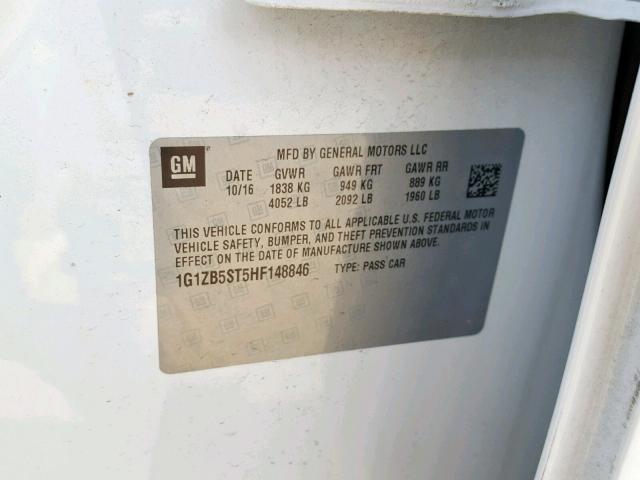 GM
MFD BY GENERAL MOTORS LLC
DATE GVWR GAWR FRT GAWR RR
10/16 1838 KG 949 KG 889 KG
4052 LB 2092 LB 1960 LB
THIS VEHICLE CONFORMS TO ALL APPLICABLE U.S. FEDERAL MOTOR
VEHICLE SAFETY, BUMPER, AND THEFT PREVENTION STANDARDS IN
EFFECT ON THE DATE OF MANUFACTURE SHOWN ABOVE.
1G1ZB5ST5HF148846 TYPE: PASS CAR